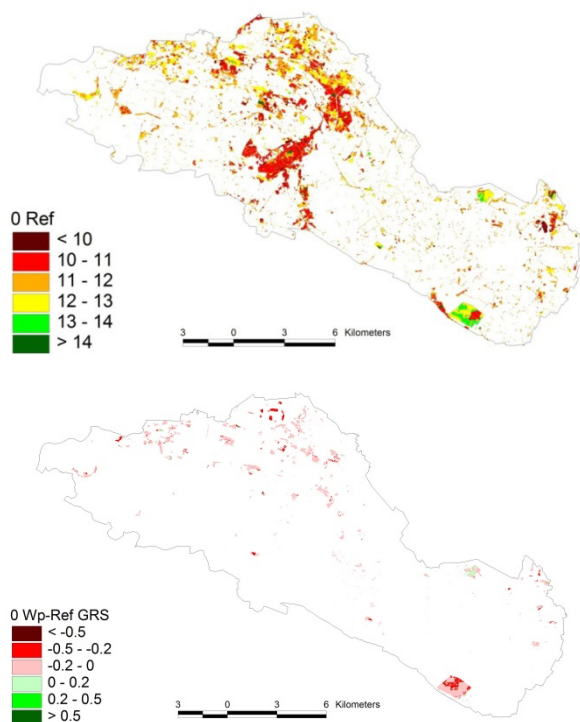 0 Ref
< 10
10 - 11
11 - 12
12 - 13
13 - 14
> 14
3 0 3 6 Kilometers
0 Wp-Ref GRS
< -0.5
-0.5 - -0.2
-0.2 - 0
0 - 0.2
0.2 - 0.5
> 0.5
3 0 3 6 Kilometers